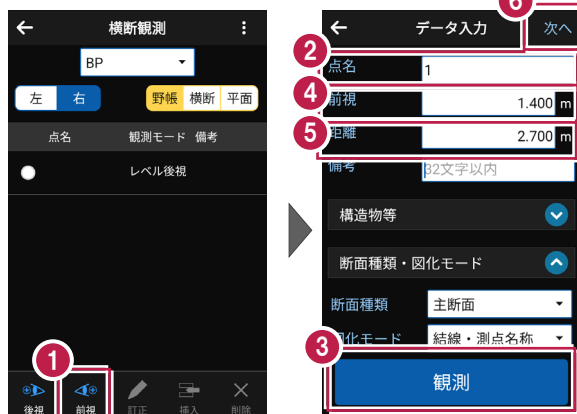 横断観測
BP
左 右 野帳 横断 平面
点名 観測モード 備考
レベル後視
1
後視 前視 訂正 挿入 削除
6
データ入力 次へ
2
点名 1
4
前視 1.400 m
5
距離 2.700 m
備考 32文字以内
構造物等
断面種類・図化モード
断面種類 主断面
図化モード 結線・測点名称
3
観測